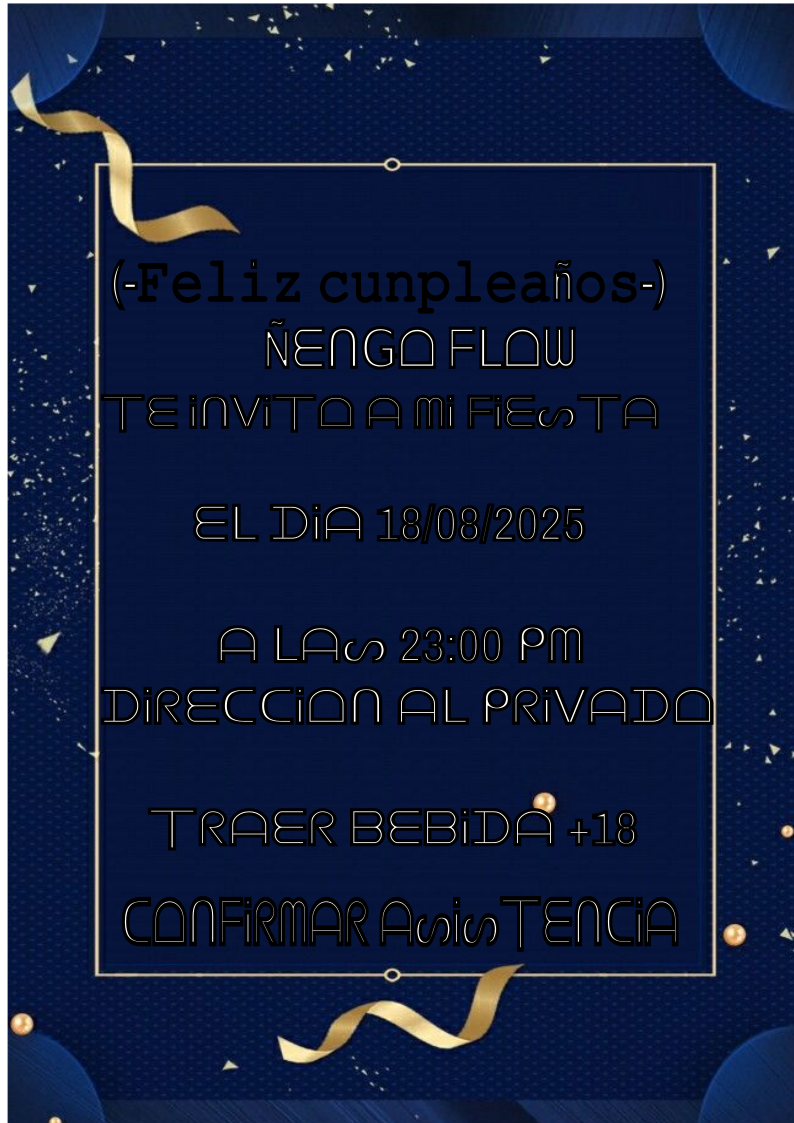 (-Feliz cunpleaños-)
ÑENGO FLOW
TE iNViTO A Mi FiESTA
EL DiA 18/08/2025
A LAS 23:00 PM
DiRECCiON AL PRiVADO
TRAER BEBiDA +18
CONFiRMAR ASiSTENCiA